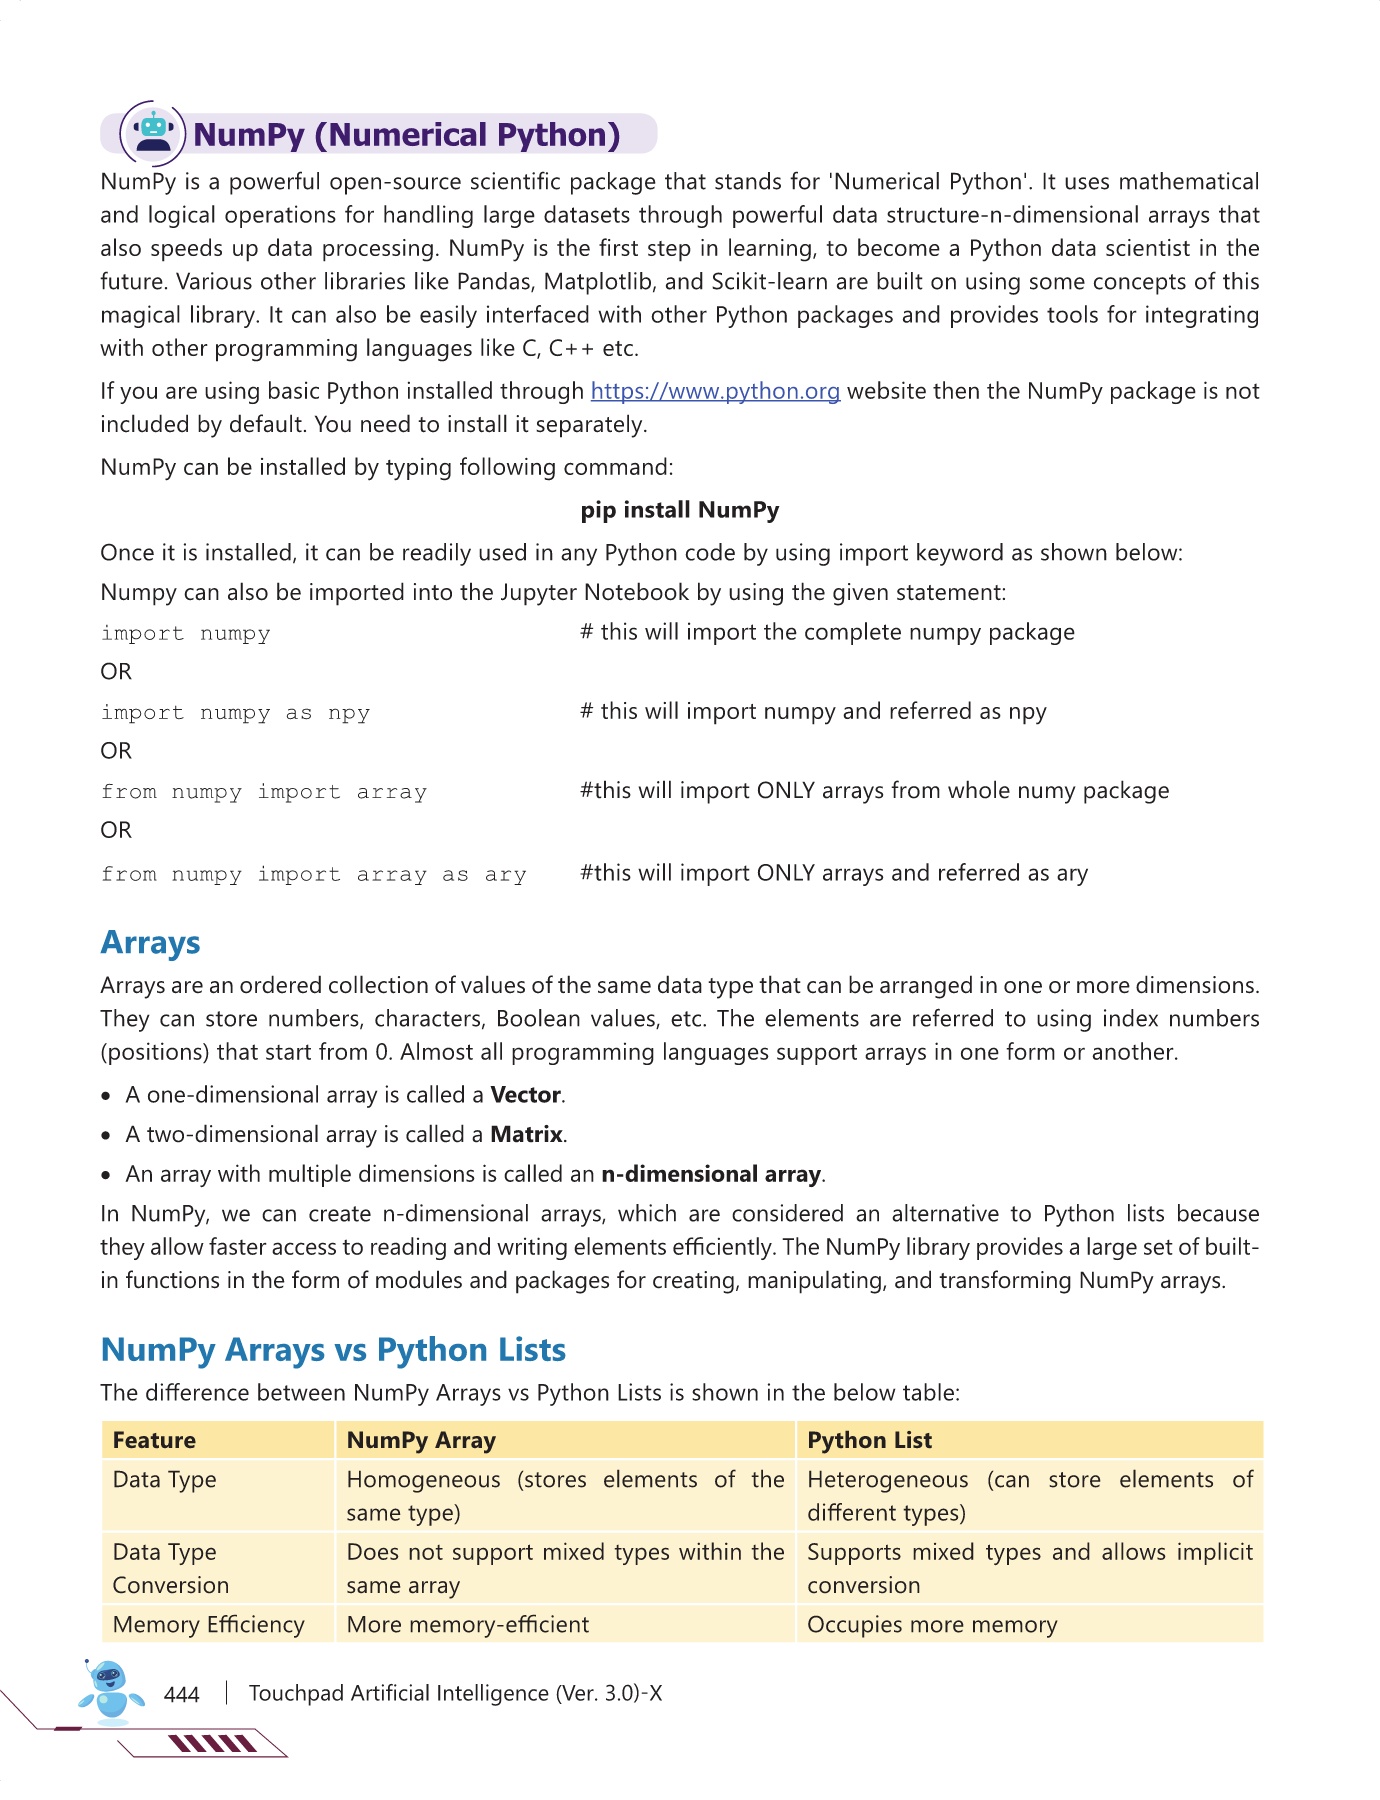 NumPy (Numerical Python)
NumPy is a powerful open-source scientific package that stands for 'Numerical Python'. It uses mathematical
and logical operations for handling large datasets through powerful data structure-n-dimensional arrays that
also speeds up data processing. NumPy is the first step in learning, to become a Python data scientist in the
future. Various other libraries like Pandas, Matplotlib, and Scikit-learn are built on using some concepts of this
magical library. It can also be easily interfaced with other Python packages and provides tools for integrating
with other programming languages like C, C++ etc.
If you are using basic Python installed through https://www.python.org website then the NumPy package is not
included by default. You need to install it separately.
NumPy can be installed by typing following command:
pip install NumPy
Once it is installed, it can be readily used in any Python code by using import keyword as shown below:
Numpy can also be imported into the Jupyter Notebook by using the given statement:
import numpy # this will import the complete numpy package
OR
import numpy as npy # this will import numpy and referred as npy
OR
from numpy import array #this will import ONLY arrays from whole numy package
OR
from numpy import array as ary #this will import ONLY arrays and referred as ary
Arrays
Arrays are an ordered collection of values of the same data type that can be arranged in one or more dimensions.
They can store numbers, characters, Boolean values, etc. The elements are referred to using index numbers
(positions) that start from 0. Almost all programming languages support arrays in one form or another.
• A one-dimensional array is called a Vector.
• A two-dimensional array is called a Matrix.
• An array with multiple dimensions is called an n-dimensional array.
In NumPy, we can create n-dimensional arrays, which are considered an alternative to Python lists because
they allow faster access to reading and writing elements efficiently. The NumPy library provides a large set of built-
in functions in the form of modules and packages for creating, manipulating, and transforming NumPy arrays.
NumPy Arrays vs Python Lists
The difference between NumPy Arrays vs Python Lists is shown in the below table:
Feature NumPy Array Python List
Data Type Homogeneous (stores elements of the Heterogeneous (can store elements of
same type) different types)
Data Type Does not support mixed types within the Supports mixed types and allows implicit
Conversion same array conversion
Memory Efficiency More memory-efficient Occupies more memory
444 | Touchpad Artificial Intelligence (Ver. 3.0)-X